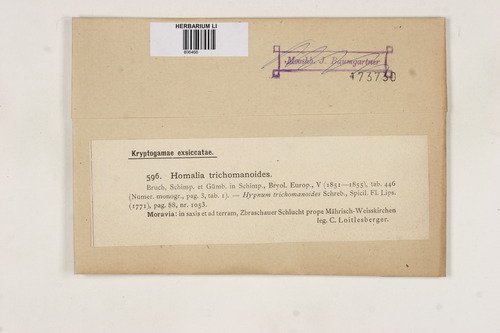 HERBARIUM LI
806466
Mooshb. J. Baumgartner
173730
Kryptogamae exsiccatae.
596. Homalia trichomanoides.
Bruch, Schimp. et Gümb. in Schimp., Bryol. Europ., V (1851—1855), tab. 446
(Numer. monogr., pag. 3, tab. 1). — Hypnum trichomanoides Schreb., Spicil. Fl. Lips.
(1771), pag. 88, nr. 1053.
Moravia: in saxis et ad terram, Zbraschauer Schlucht prope Mährisch-Weisskirchen
leg. C. Loitlesberger.